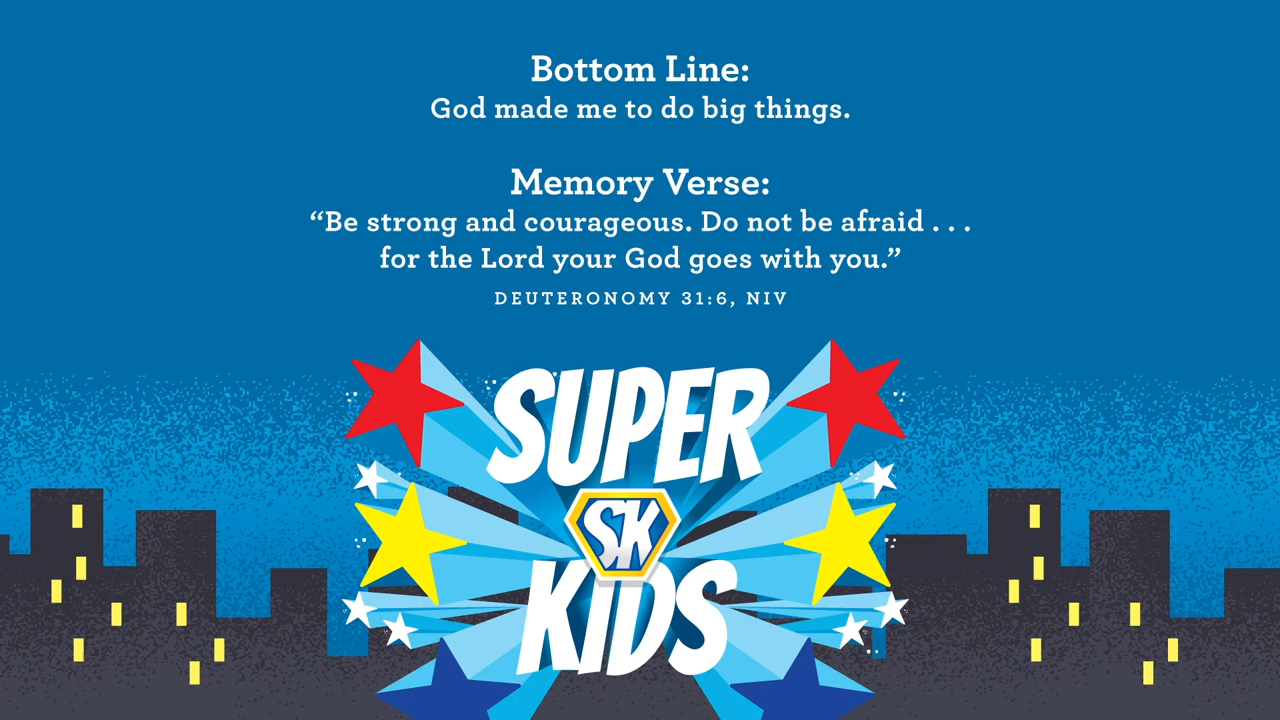 Bottom Line:
God made me to do big things.
Memory Verse:
“Be strong and courageous. Do not be afraid . . .
for the Lord your God goes with you.”
DEUTERONOMY 31:6, NIV
SUPER
SK
KIDS